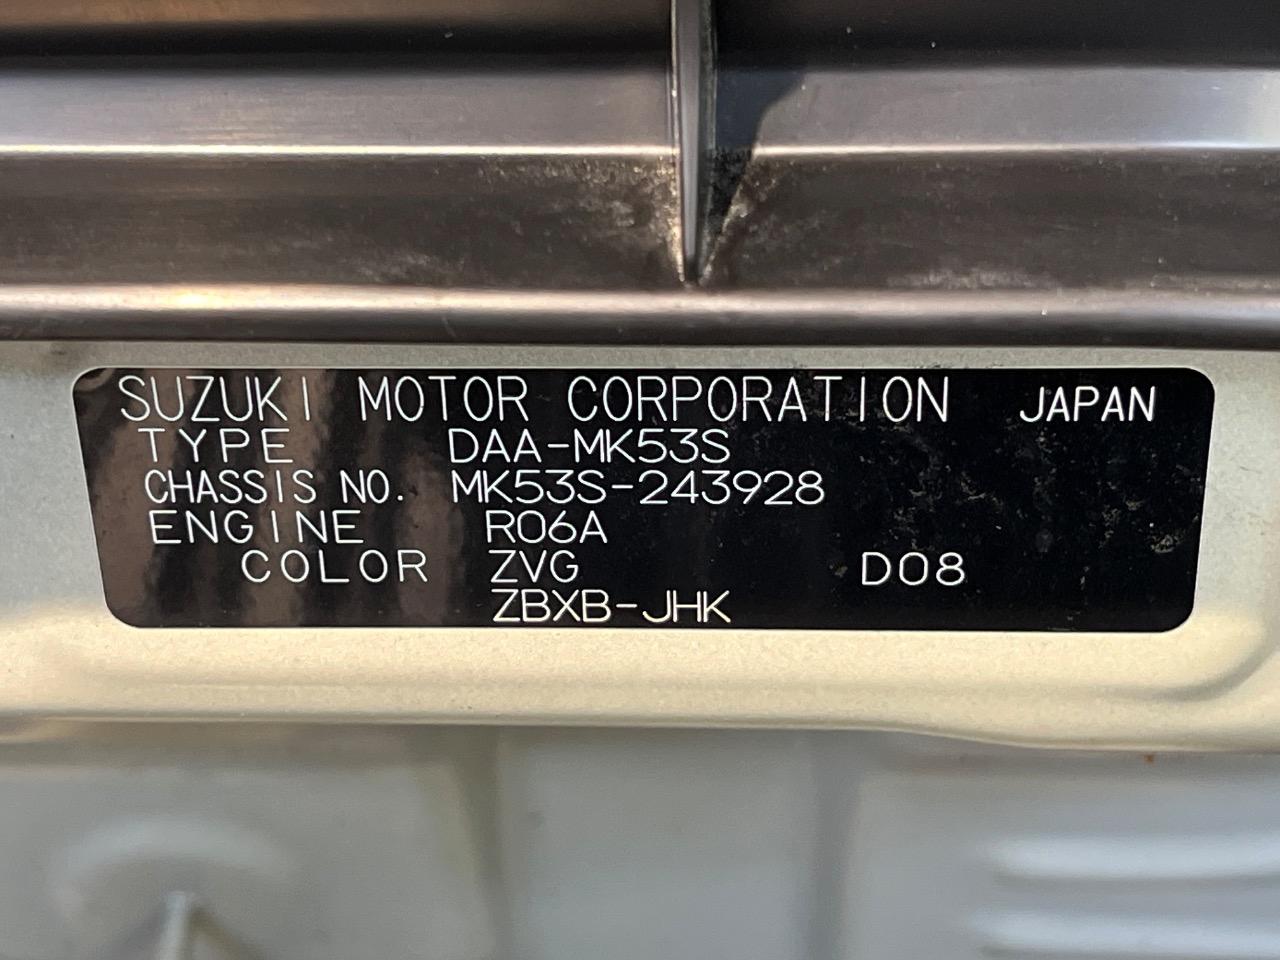 SUZUKI MOTOR CORPORATION JAPAN
TYPE DAA-MK53S
CHASSIS NO. MK53S-243928
ENGINE R06A
COLOR ZVG D08
ZBXB-JHK